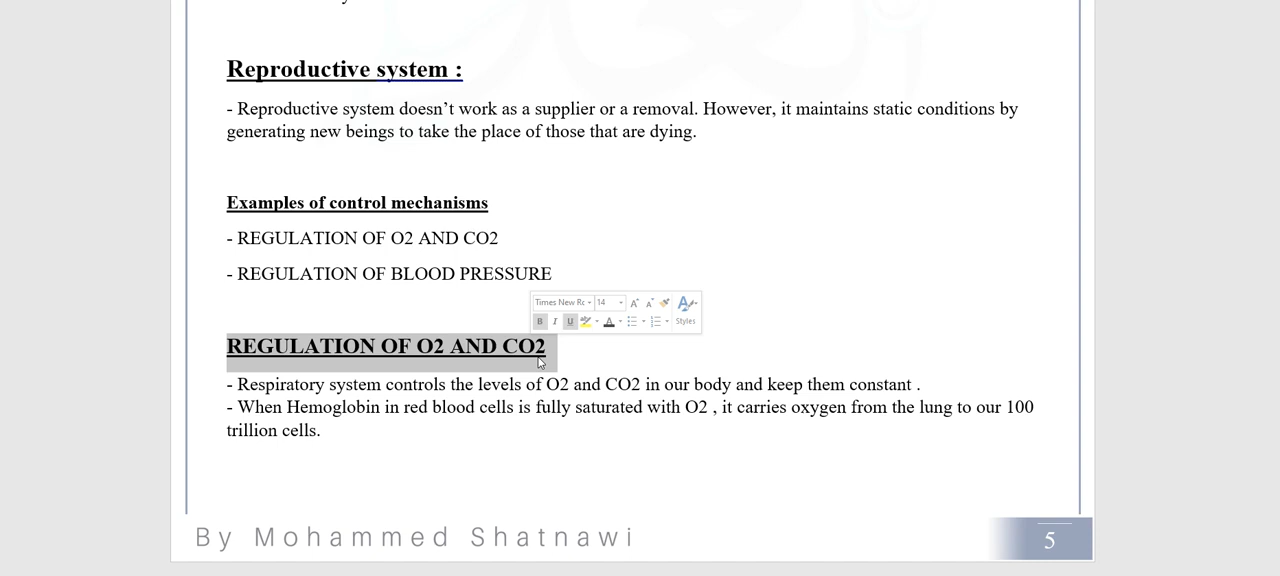 Reproductive system :
- Reproductive system doesn’t work as a supplier or a removal. However, it maintains static conditions by
generating new beings to take the place of those that are dying.
Examples of control mechanisms
- REGULATION OF O2 AND CO2
- REGULATION OF BLOOD PRESSURE
Times New Rc 14
B I U Styles
REGULATION OF O2 AND CO2
- Respiratory system controls the levels of O2 and CO2 in our body and keep them constant .
- When Hemoglobin in red blood cells is fully saturated with O2 , it carries oxygen from the lung to our 100
trillion cells.
By Mohammed Shatnawi
5